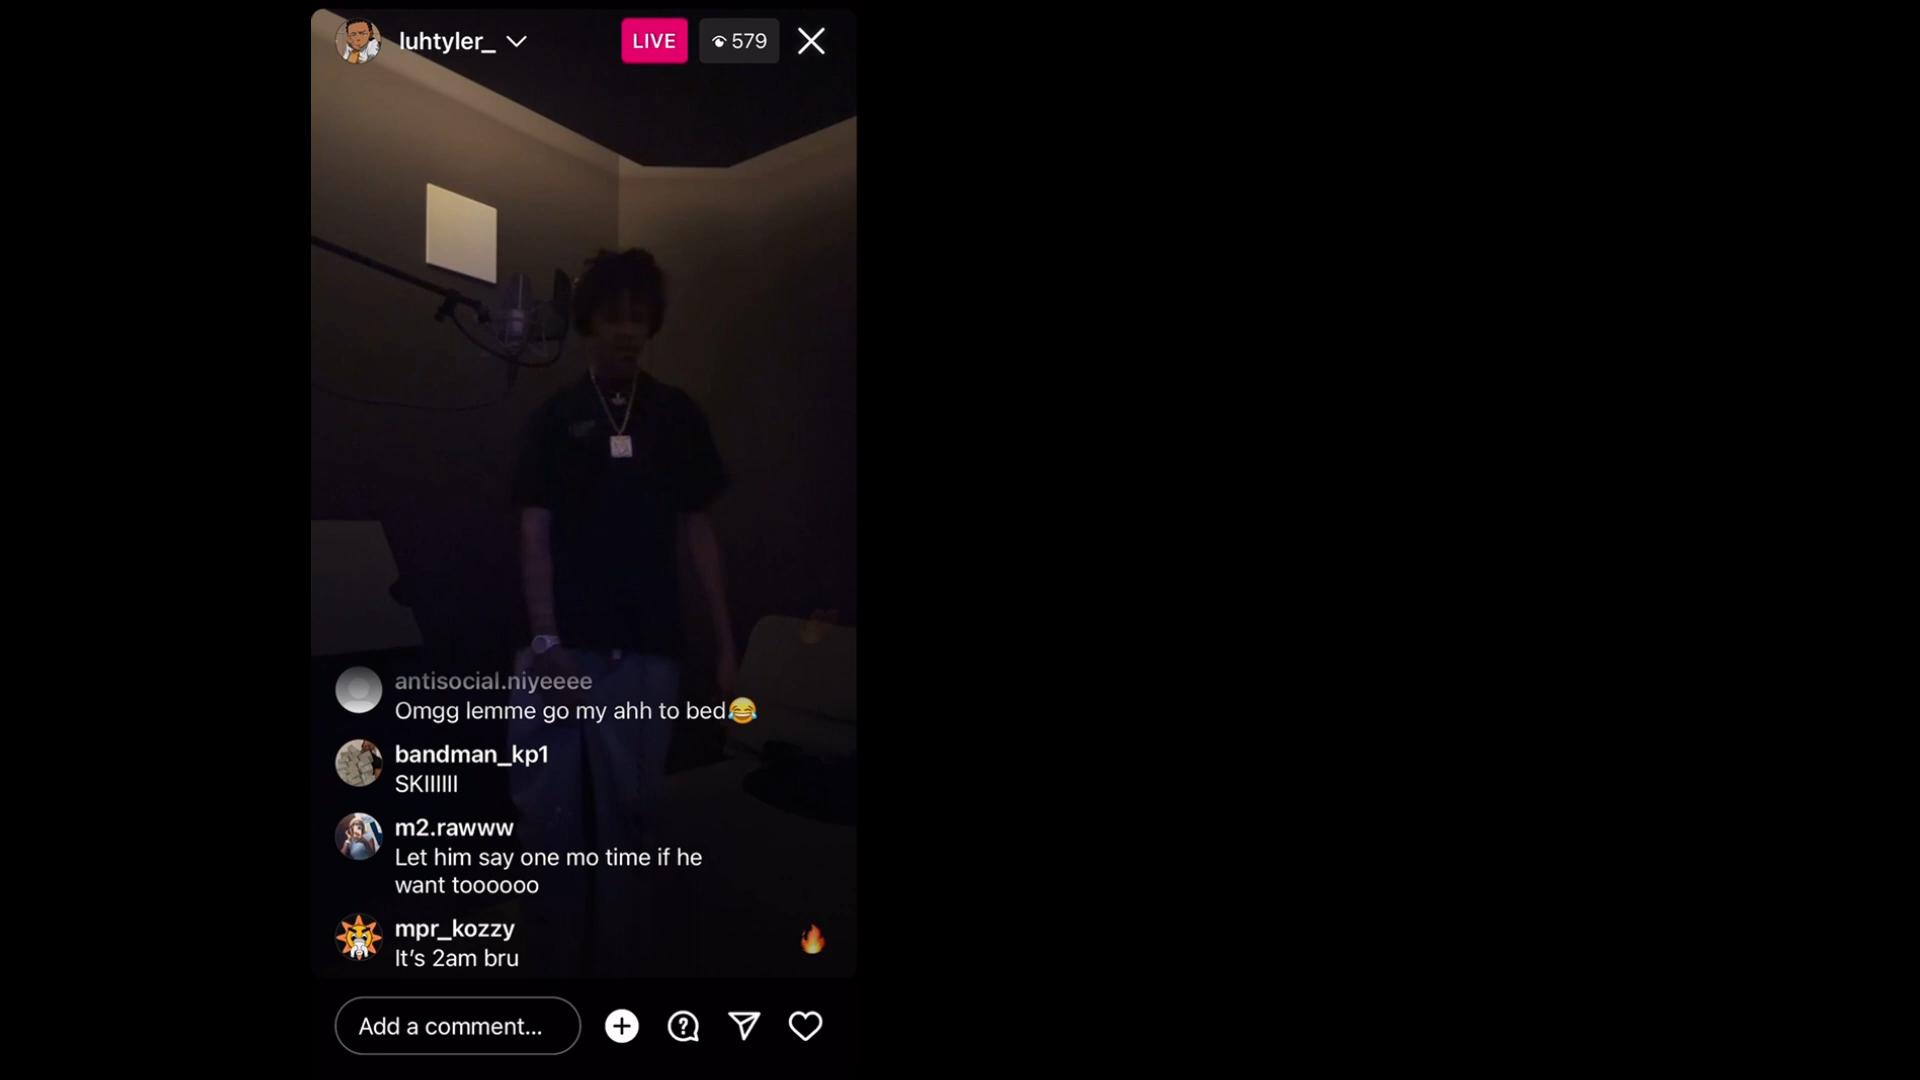 luhtyler_
LIVE
579
antisocial.niyeeee
Omgg lemme go my ahh to bed😂
bandman_kp1
SKIIIIII
m2.rawww
Let him say one mo time if he
want toooooo
mpr_kozzy
It’s 2am bru
Add a comment...